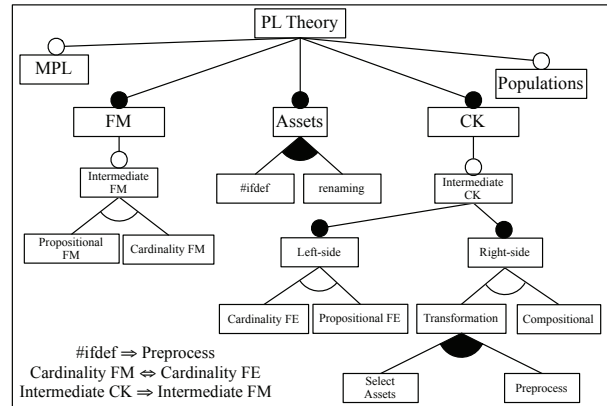 PL Theory
MPL
Populations
FM
Assets
CK
Intermediate
FM
#ifdef
renaming
Intermediate
CK
Propositional
FM
Cardinality FM
Left-side
Right-side
Cardinality FE
Propositional FE
Transformation
Compositional
#ifdef ⇒ Preprocess
Cardinality FM ⇔ Cardinality FE
Intermediate CK ⇒ Intermediate FM
Select
Assets
Preprocess